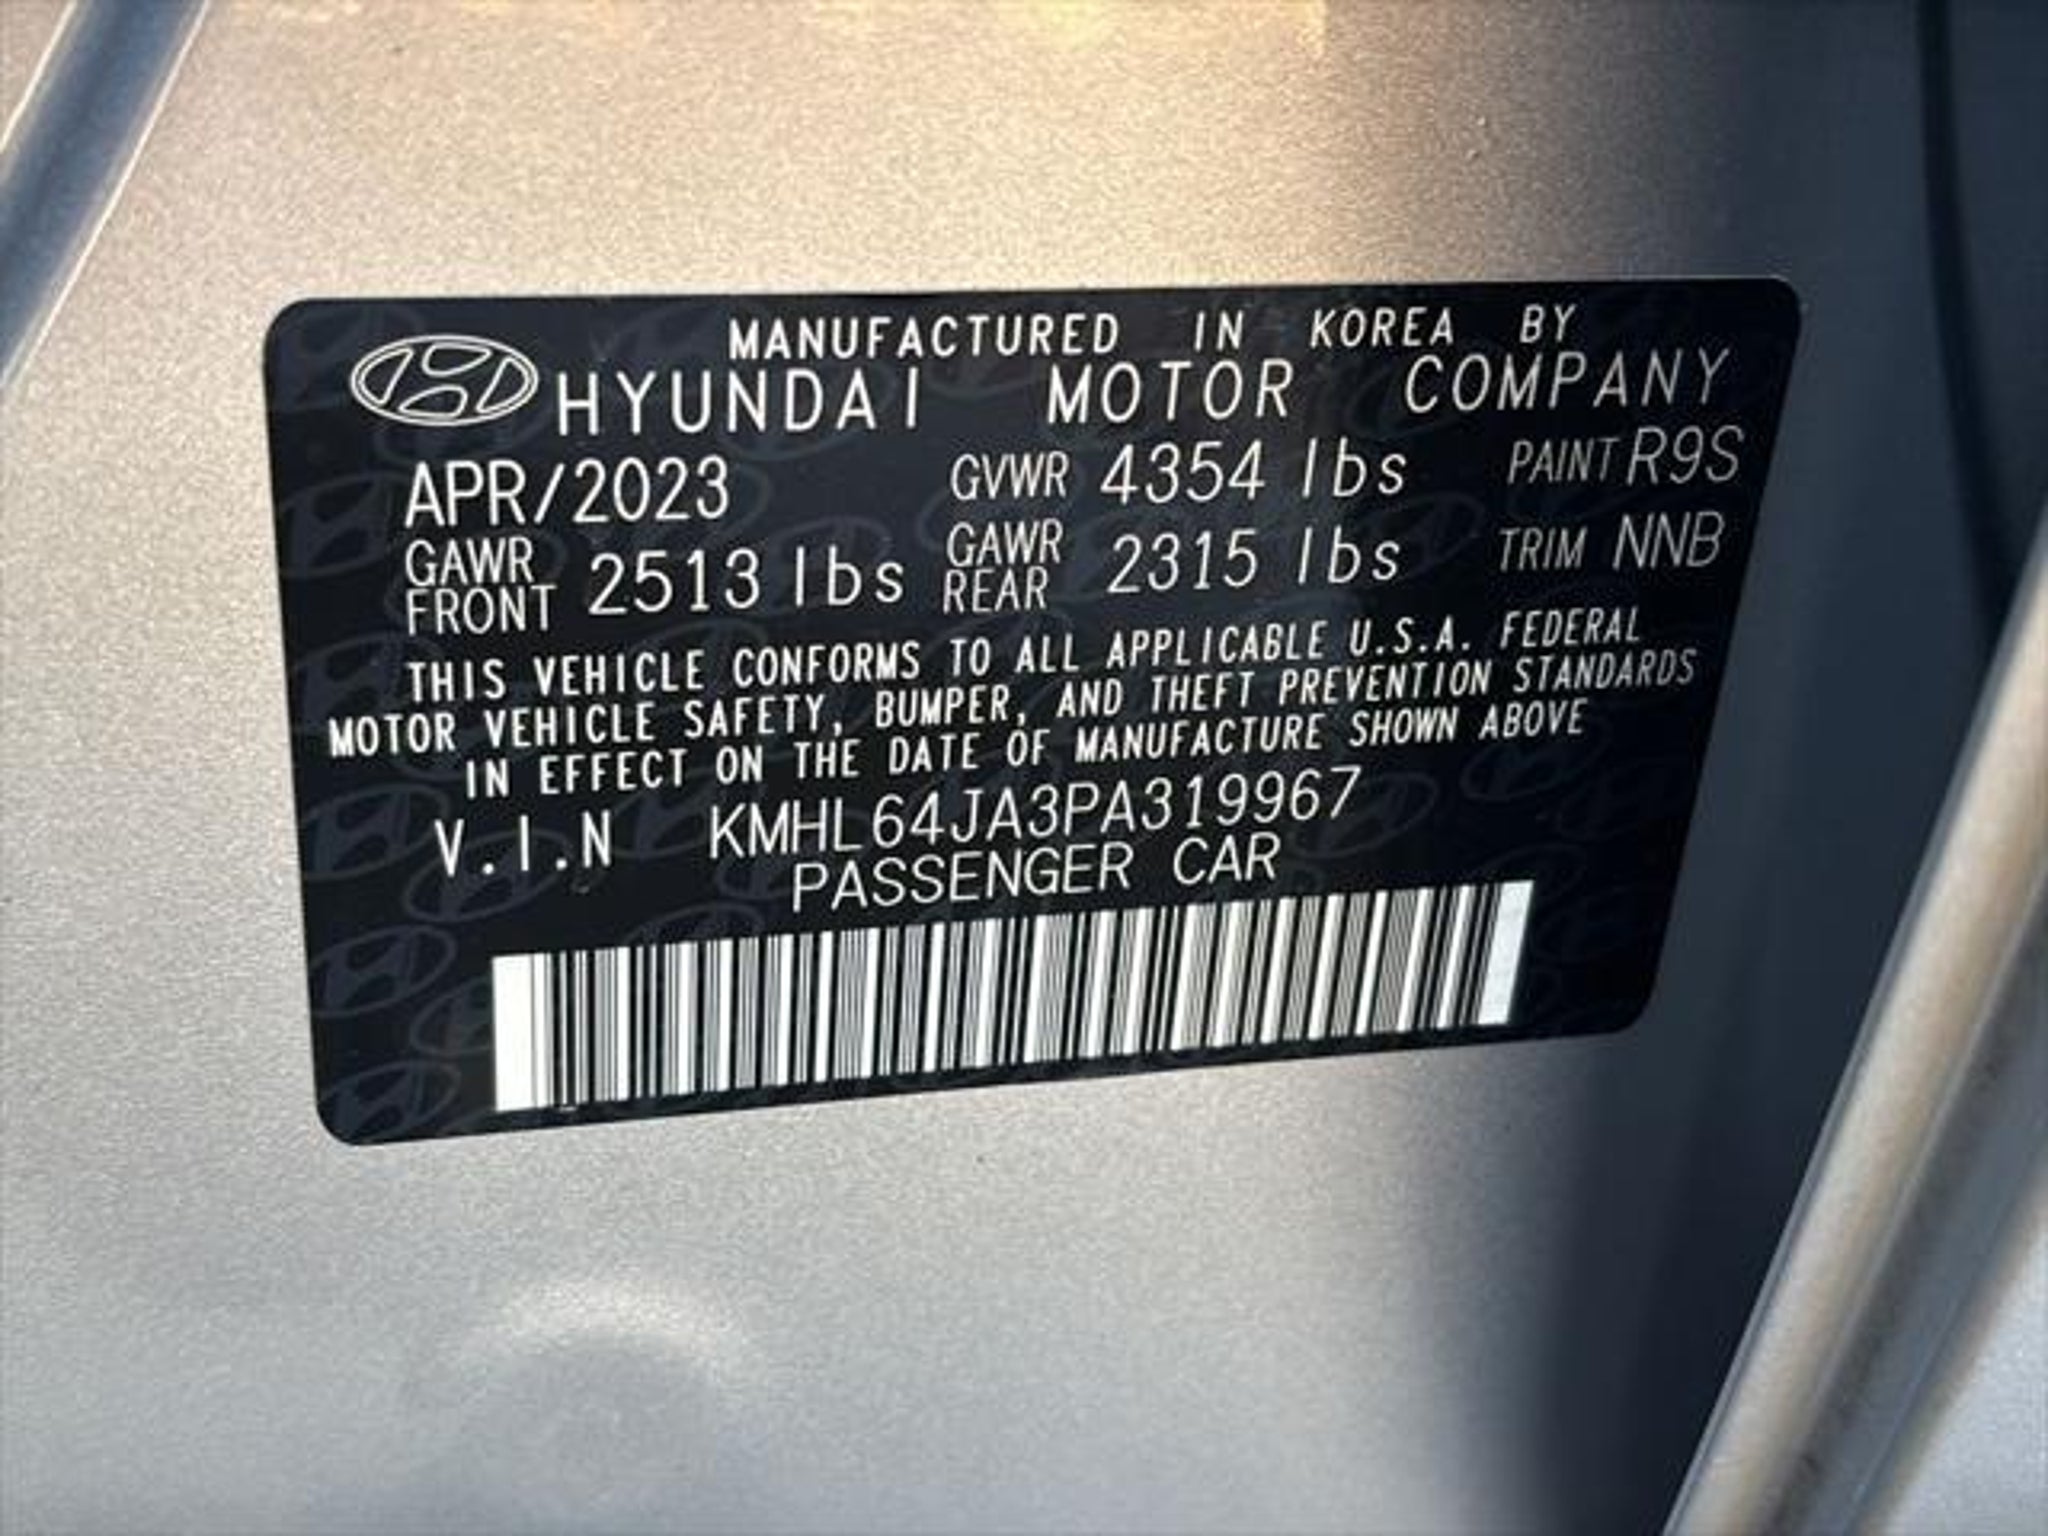 MANUFACTURED IN KOREA BY
HYUNDAI MOTOR COMPANY
APR/2023 GVWR 4354 lbs PAINT R9S
GAWR FRONT 2513 lbs GAWR REAR 2315 lbs TRIM NNB
THIS VEHICLE CONFORMS TO ALL APPLICABLE U.S.A. FEDERAL
MOTOR VEHICLE SAFETY, BUMPER, AND THEFT PREVENTION STANDARDS
IN EFFECT ON THE DATE OF MANUFACTURE SHOWN ABOVE
V.I.N KMHL64JA3PA319967
PASSENGER CAR